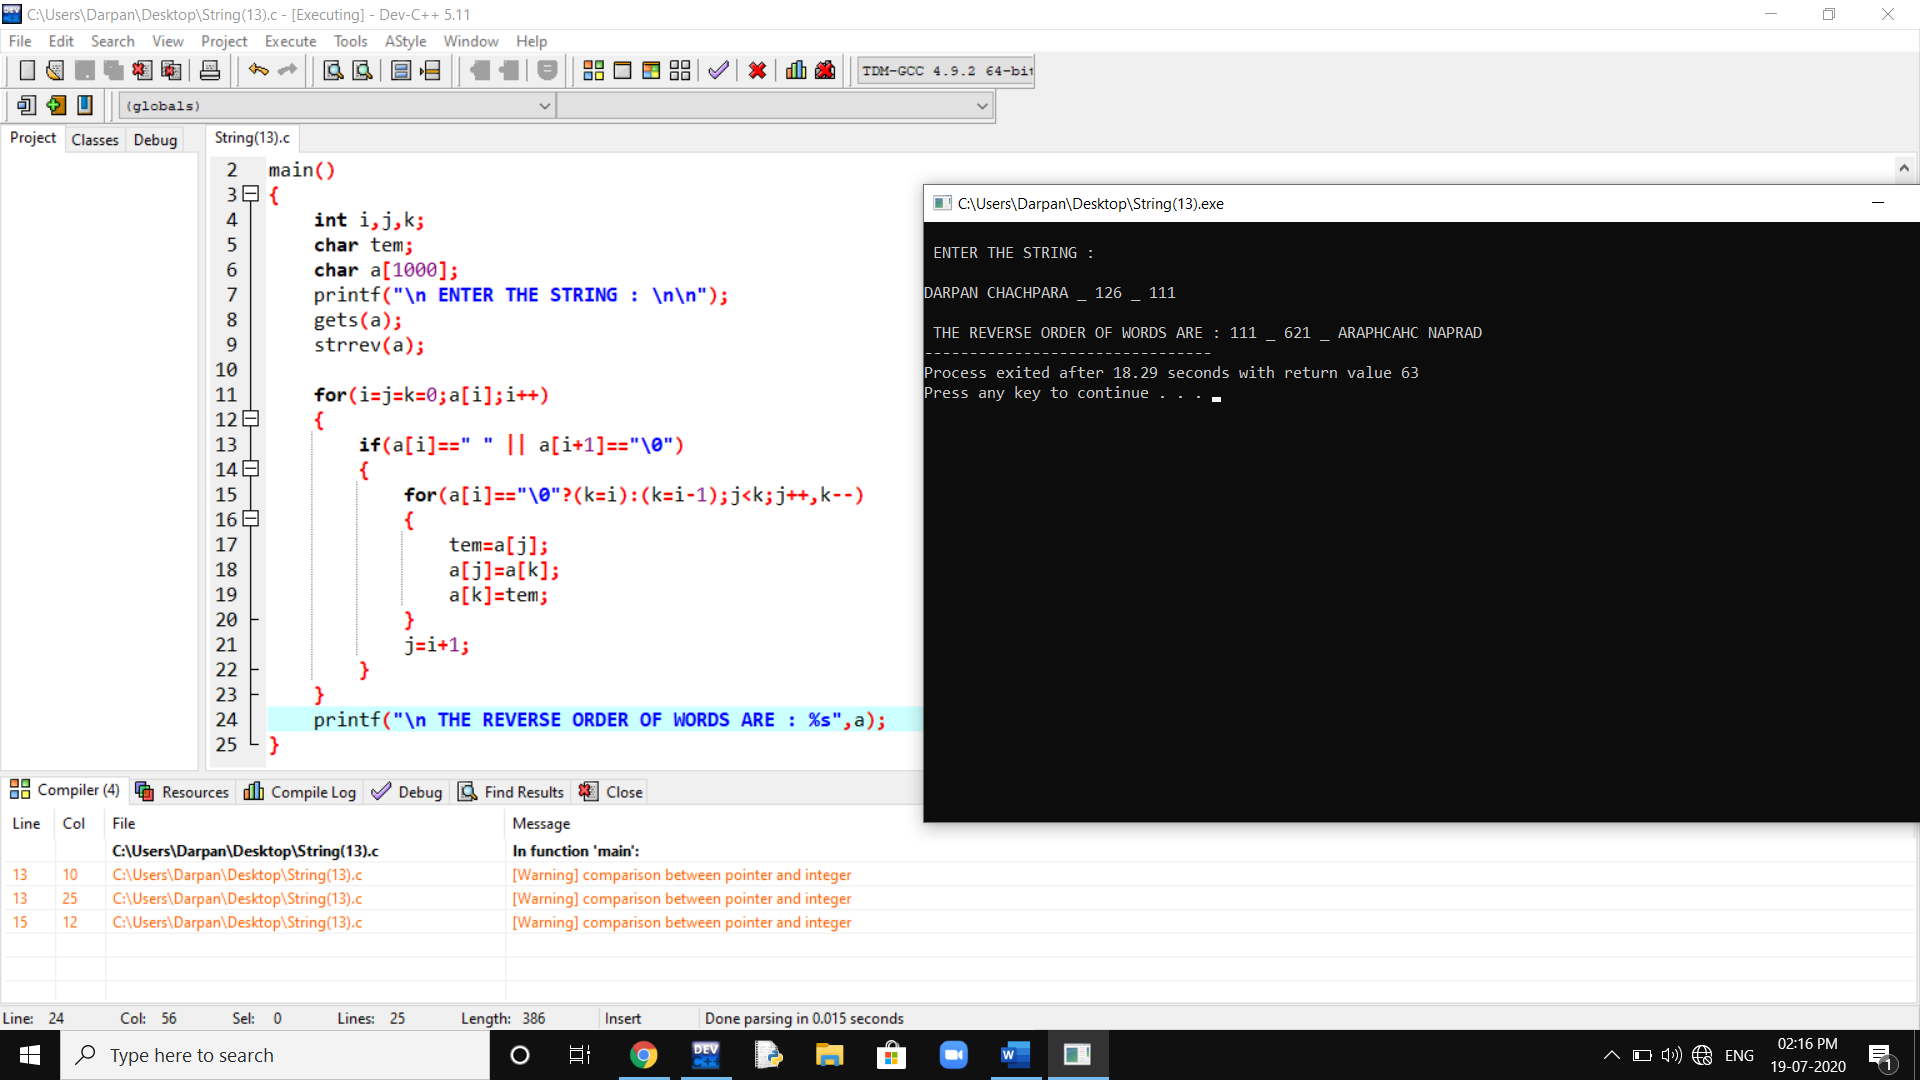 C:\Users\Darpan\Desktop\String(13).c - [Executing] - Dev-C++ 5.11
File Edit Search View Project Execute Tools AStyle Window Help
TDM-GCC 4.9.2 64-bit
(globals)
Project Classes Debug
String(13).c
2 main()
3 {
4 int i,j,k;
5 char tem;
6 char a[1000];
7 printf("\n ENTER THE STRING : \n\n");
8 gets(a);
9 strrev(a);
10
11 for(i=j=k=0;a[i];i++)
12 {
13 if(a[i]==" " || a[i+1]=="\0")
14 {
15 for(a[i]=="\0"?(k=i):(k=i-1);j<k;j++,k--)
16 {
17 tem=a[j];
18 a[j]=a[k];
19 a[k]=tem;
20 }
21 j=i+1;
22 }
23 }
24 printf("\n THE REVERSE ORDER OF WORDS ARE : %s",a);
25 }
C:\Users\Darpan\Desktop\String(13).exe
ENTER THE STRING :
DARPAN CHACHPARA _ 126 _ 111
THE REVERSE ORDER OF WORDS ARE : 111 _ 621 _ ARAPHCAHC NAPRAD
--------------------------------
Process exited after 18.29 seconds with return value 63
Press any key to continue . . .
Compiler (4) Resources Compile Log Debug Find Results Close
Line Col File Message
C:\Users\Darpan\Desktop\String(13).c In function 'main':
13 10 C:\Users\Darpan\Desktop\String(13).c [Warning] comparison between pointer and integer
13 25 C:\Users\Darpan\Desktop\String(13).c [Warning] comparison between pointer and integer
15 12 C:\Users\Darpan\Desktop\String(13).c [Warning] comparison between pointer and integer
Line: 24 Col: 56 Sel: 0 Lines: 25 Length: 386 Insert Done parsing in 0.015 seconds
Type here to search
DEV C++
W
ENG
02:16 PM
19-07-2020
1